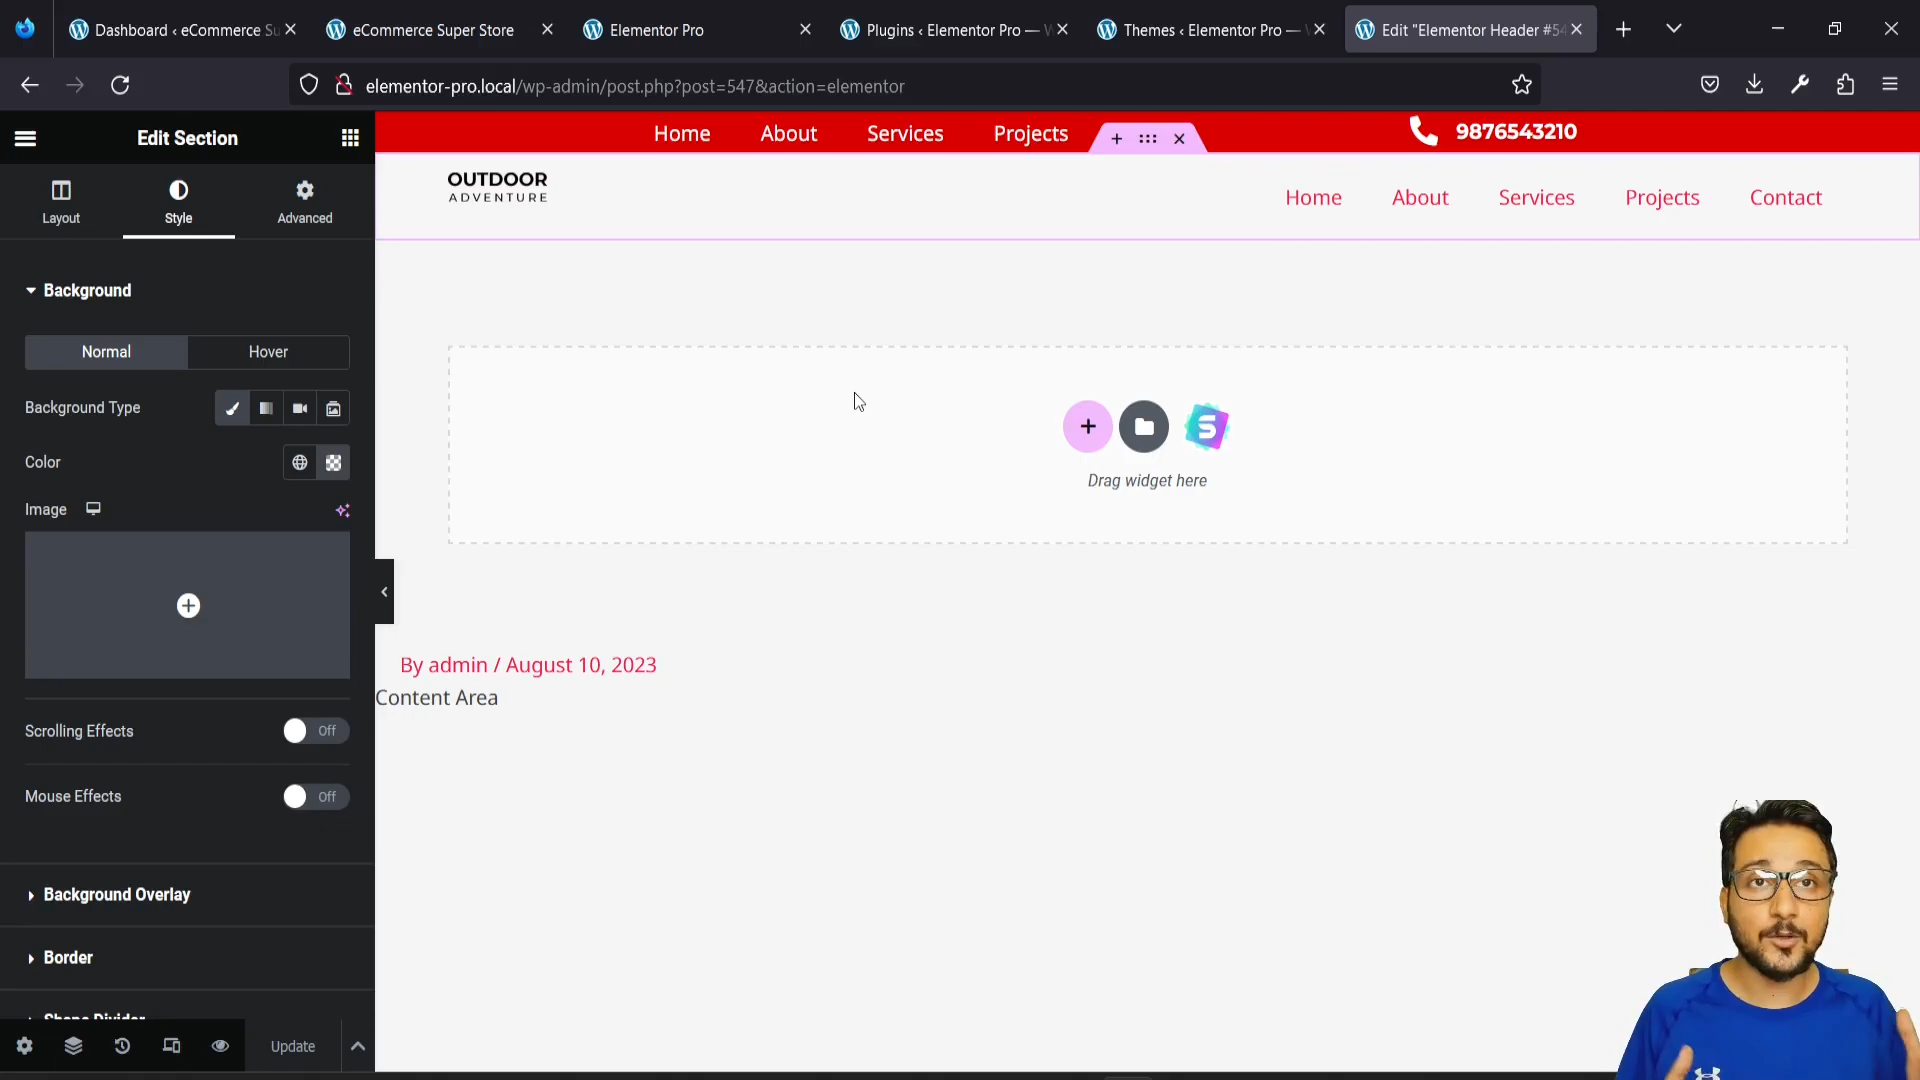 Dashboard ‹ eCommerce Su
eCommerce Super Store
Elementor Pro
Plugins ‹ Elementor Pro — W
Themes ‹ Elementor Pro —
Edit "Elementor Header #54
elementor-pro.local/wp-admin/post.php?post=547&action=elementor
Edit Section
Layout
Style
Advanced
Background
Normal
Hover
Background Type
Color
Image
Scrolling Effects
Off
Mouse Effects
Off
Background Overlay
Border
Shape Divider
Update
Home
About
Services
Projects
9876543210
OUTDOOR
ADVENTURE
Home
About
Services
Projects
Contact
S
Drag widget here
By admin / August 10, 2023
Content Area